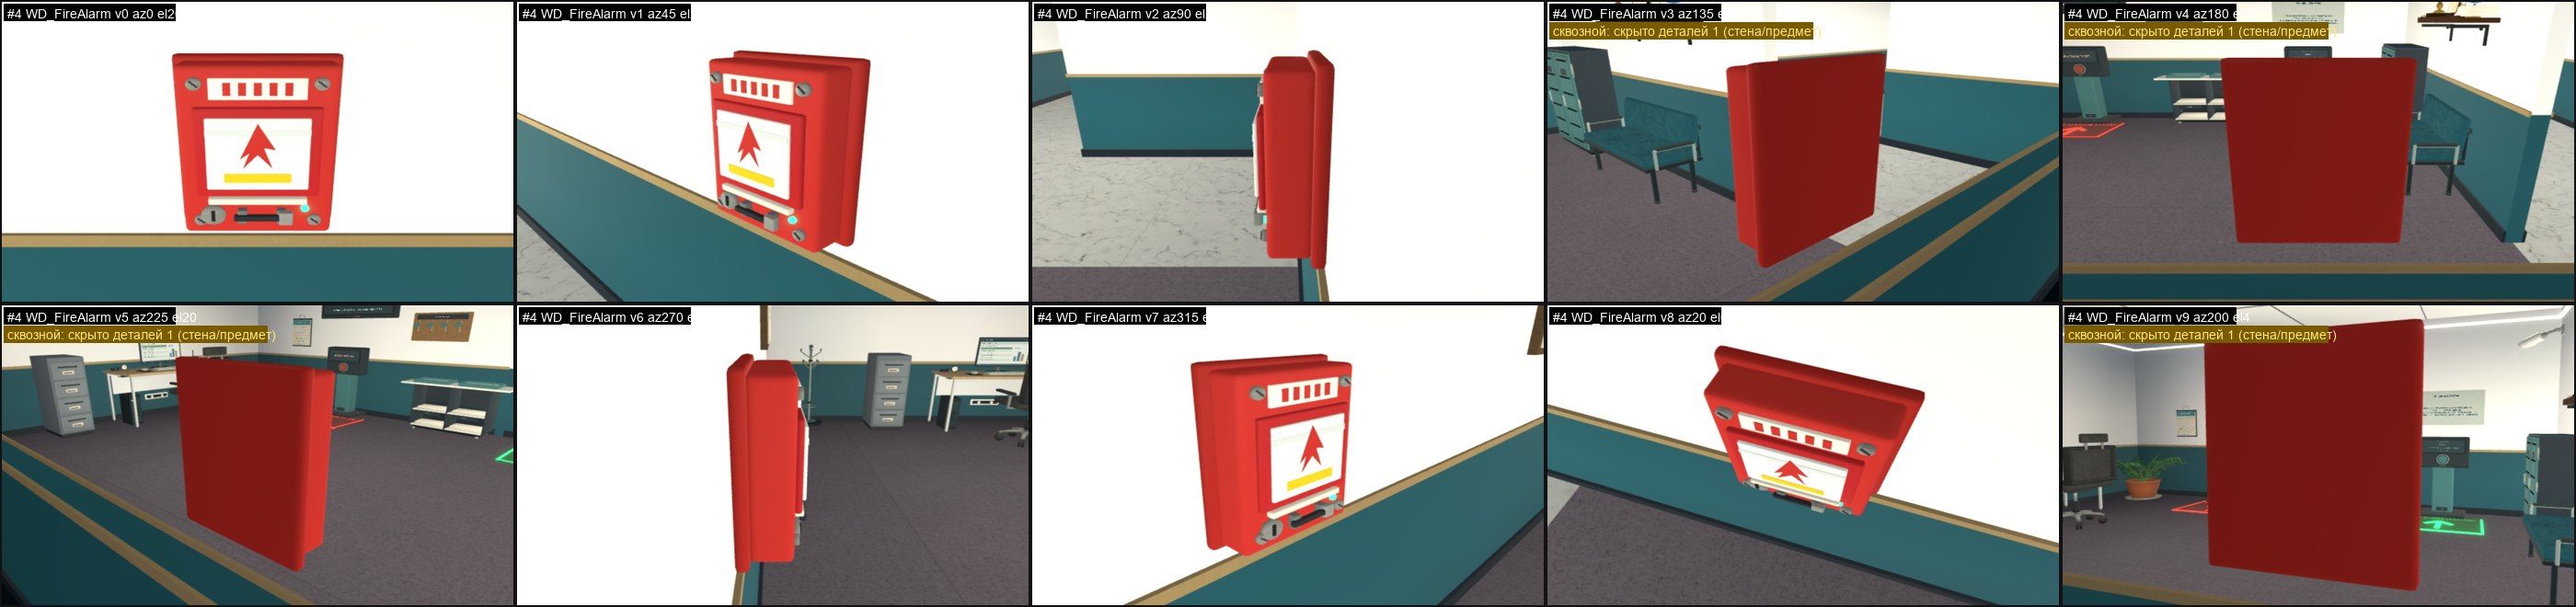 #4 WD_FireAlarm v0 az0 el2
#4 WD_FireAlarm v1 az45 el
#4 WD_FireAlarm v2 az90 el
#4 WD_FireAlarm v3 az135 e
сквозной: скрыто деталей 1 (стена/предмет)
#4 WD_FireAlarm v4 az180 e
сквозной: скрыто деталей 1 (стена/предмет
#4 WD_FireAlarm v5 az225 el20
сквозной: скрыто деталей 1 (стена/предмет)
#4 WD_FireAlarm v6 az270 e
#4 WD_FireAlarm v7 az315 e
#4 WD_FireAlarm v8 az20 el
#4 WD_FireAlarm v9 az200 el4
сквозной: скрыто деталей 1 (стена/предмет)